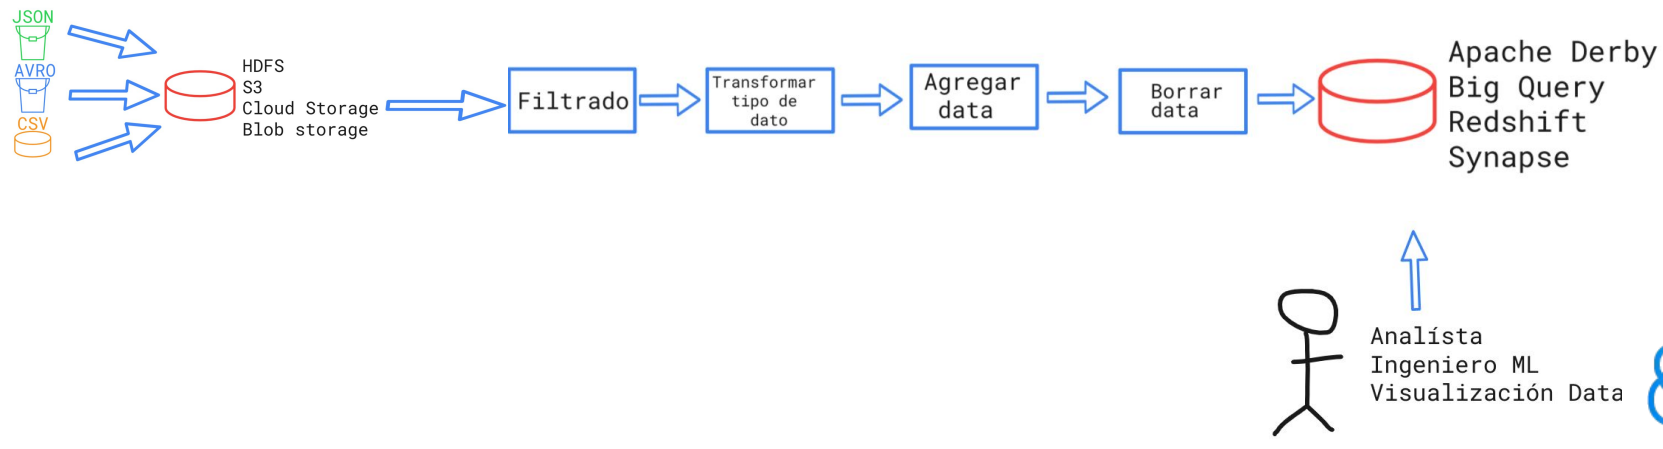 JSON
AVRO
CSV
HDFS
S3
Cloud Storage
Blob storage
Filtrado
Transformar
tipo de
dato
Agregar
data
Borrar
data
Apache Derby
Big Query
Redshift
Synapse
Analísta
Ingeniero ML
Visualización Data